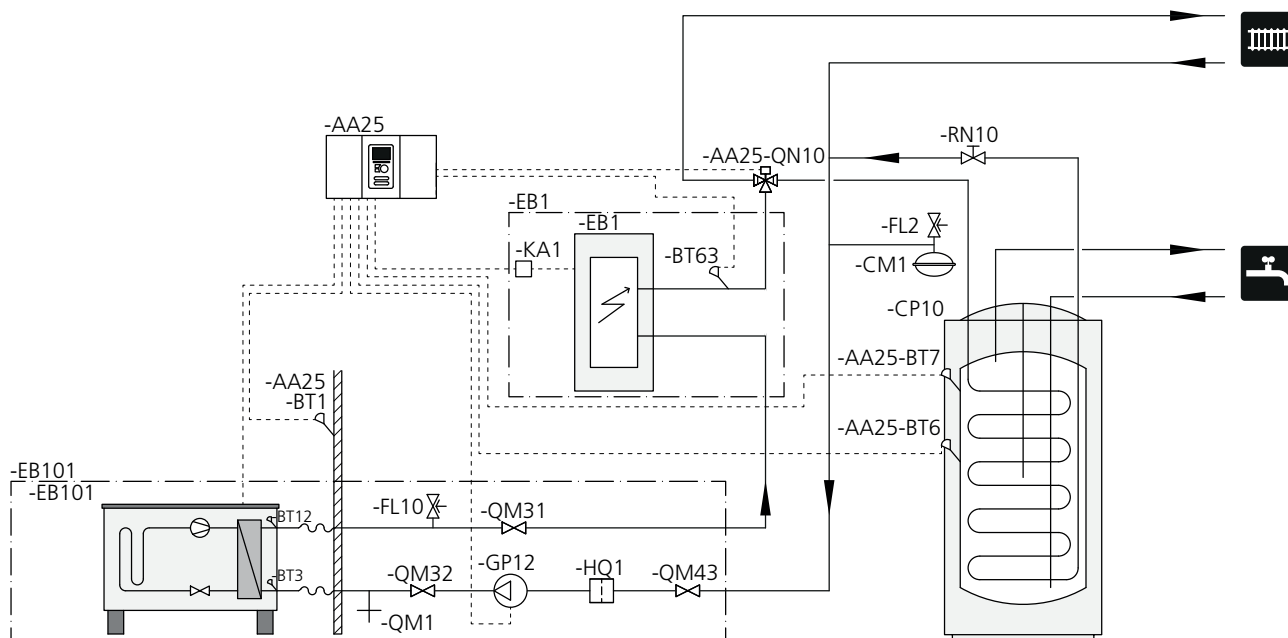 -AA25
-RN10
-AA25-QN10
-EB1
-EB1
-FL2
-KA1
-BT63
-CM1
-CP10
-AA25-BT7
-AA25
-BT1
-AA25-BT6
-EB101
-EB101
-BT12
-FL10
-QM31
-BT3
-QM32
-GP12
-HQ1
-QM43
-QM1